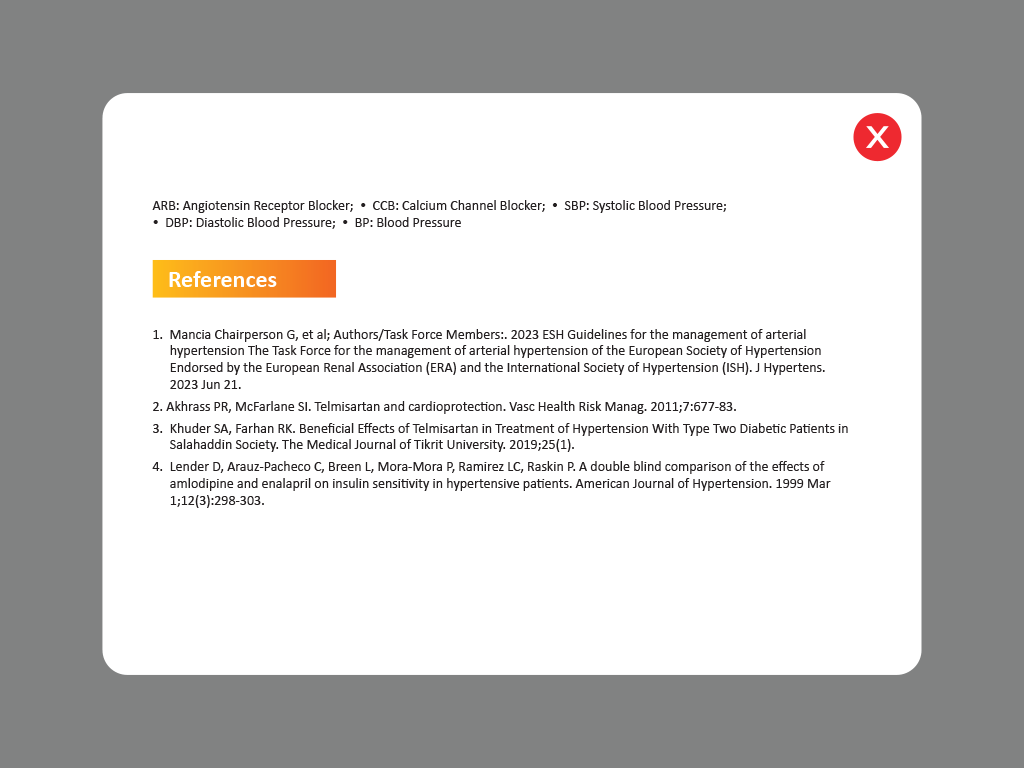 X
ARB: Angiotensin Receptor Blocker; • CCB: Calcium Channel Blocker; • SBP: Systolic Blood Pressure;
• DBP: Diastolic Blood Pressure; • BP: Blood Pressure
References
1. Mancia Chairperson G, et al; Authors/Task Force Members:. 2023 ESH Guidelines for the management of arterial
hypertension The Task Force for the management of arterial hypertension of the European Society of Hypertension
Endorsed by the European Renal Association (ERA) and the International Society of Hypertension (ISH). J Hypertens.
2023 Jun 21.
2. Akhrass PR, McFarlane SI. Telmisartan and cardioprotection. Vasc Health Risk Manag. 2011;7:677-83.
3. Khuder SA, Farhan RK. Beneficial Effects of Telmisartan in Treatment of Hypertension With Type Two Diabetic Patients in
Salahaddin Society. The Medical Journal of Tikrit University. 2019;25(1).
4. Lender D, Arauz-Pacheco C, Breen L, Mora-Mora P, Ramirez LC, Raskin P. A double blind comparison of the effects of
amlodipine and enalapril on insulin sensitivity in hypertensive patients. American Journal of Hypertension. 1999 Mar
1;12(3):298-303.